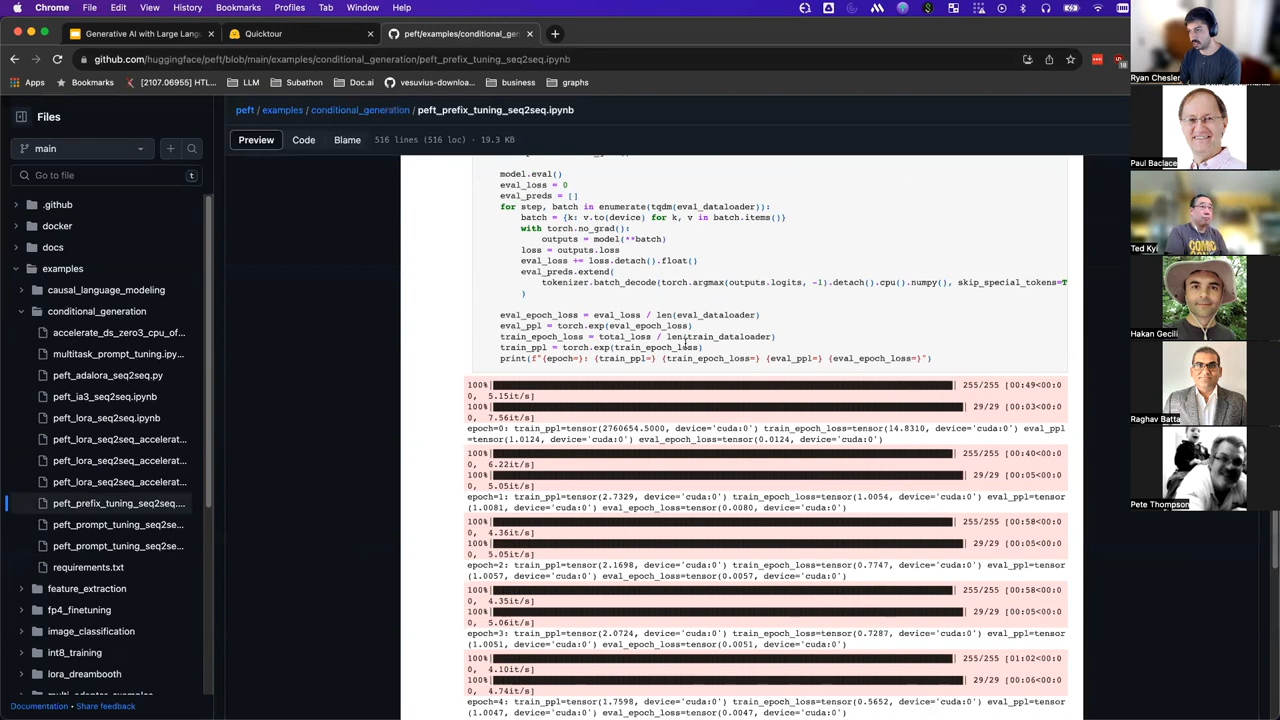 Chrome File Edit View History Bookmarks Profiles Tab Window Help
Generative AI with Large Lang
Quicktour
peft/examples/conditional_gen
github.com/huggingface/peft/blob/main/examples/conditional_generation/peft_prefix_tuning_seq2seq.ipynb
18
Apps Bookmarks [2107.06955] HTL... LLM Subathon DocAI vesuvius-downloa... business graphs
Files
peft / examples / conditional_generation / peft_prefix_tuning_seq2seq.ipynb
main
Preview Code Blame 516 lines (516 loc) · 19.3 KB
Go to file t
.github
docker
docs
examples
causal_language_modeling
conditional_generation
accelerate_ds_zero3_cpu_of...
multitask_prompt_tuning.ipy...
peft_adalora_seq2seq.py
peft_ia3_seq2seq.ipynb
peft_lora_seq2seq.ipynb
peft_lora_seq2seq_accelerat...
peft_lora_seq2seq_accelerat...
peft_lora_seq2seq_accelerat...
peft_prefix_tuning_seq2seq....
peft_prompt_tuning_seq2se...
peft_prompt_tuning_seq2se...
requirements.txt
feature_extraction
fp4_finetuning
image_classification
int8_training
lora_dreambooth
Documentation • Share feedback
model.eval()
eval_loss = 0
eval_preds = []
for step, batch in enumerate(tqdm(eval_dataloader)):
batch = {k: v.to(device) for k, v in batch.items()}
with torch.no_grad():
outputs = model(**batch)
loss = outputs.loss
eval_loss += loss.detach().float()
eval_preds.extend(
tokenizer.batch_decode(torch.argmax(outputs.logits, -1).detach().cpu().numpy(), skip_special_tokens=T
)
eval_epoch_loss = eval_loss / len(eval_dataloader)
eval_ppl = torch.exp(eval_epoch_loss)
train_epoch_loss = total_loss / len(train_dataloader)
train_ppl = torch.exp(train_epoch_loss)
print(f"{epoch=}: {train_ppl=} {train_epoch_loss=} {eval_ppl=} {eval_epoch_loss=}")
100%| | 255/255 [00:49<00:0
0, 5.15it/s]
100%| | 29/29 [00:03<00:0
0, 7.56it/s]
epoch=0: train_ppl=tensor(2760654.5000, device='cuda:0') train_epoch_loss=tensor(14.8310, device='cuda:0') eval_ppl
=tensor(1.0124, device='cuda:0') eval_epoch_loss=tensor(0.0124, device='cuda:0')
100%| | 255/255 [00:40<00:0
0, 6.22it/s]
100%| | 29/29 [00:05<00:0
0, 5.05it/s]
epoch=1: train_ppl=tensor(2.7329, device='cuda:0') train_epoch_loss=tensor(1.0054, device='cuda:0') eval_ppl=tensor
(1.0081, device='cuda:0') eval_epoch_loss=tensor(0.0080, device='cuda:0')
100%| | 255/255 [00:58<00:0
0, 4.36it/s]
100%| | 29/29 [00:05<00:0
0, 5.05it/s]
epoch=2: train_ppl=tensor(2.1698, device='cuda:0') train_epoch_loss=tensor(0.7747, device='cuda:0') eval_ppl=tensor
(1.0057, device='cuda:0') eval_epoch_loss=tensor(0.0057, device='cuda:0')
100%| | 255/255 [00:58<00:0
0, 4.35it/s]
100%| | 29/29 [00:05<00:0
0, 5.06it/s]
epoch=3: train_ppl=tensor(2.0724, device='cuda:0') train_epoch_loss=tensor(0.7287, device='cuda:0') eval_ppl=tensor
(1.0051, device='cuda:0') eval_epoch_loss=tensor(0.0051, device='cuda:0')
100%| | 255/255 [01:02<00:0
0, 4.10it/s]
100%| | 29/29 [00:06<00:0
0, 4.74it/s]
epoch=4: train_ppl=tensor(1.7598, device='cuda:0') train_epoch_loss=tensor(0.5652, device='cuda:0') eval_ppl=tensor
(1.0047, device='cuda:0') eval_epoch_loss=tensor(0.0047, device='cuda:0')
Ryan Chesler
Paul Baclace
COMIC
Ted Kyi
Hakan Gecili
Raghav Batta
Pete Thompson